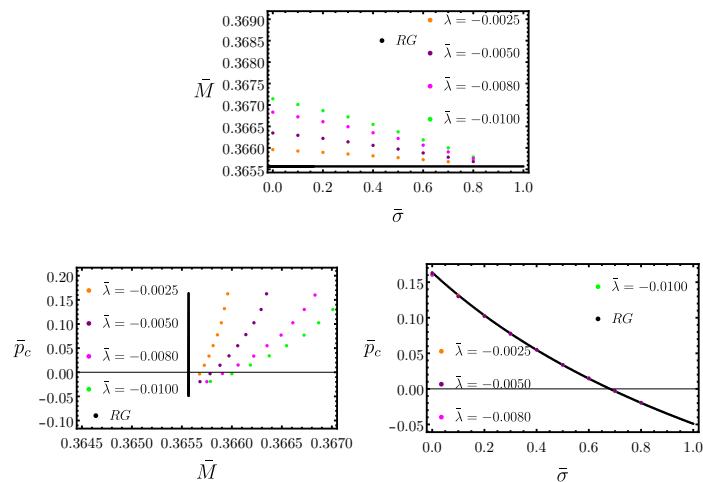 0.3690
λ̄ = −0.0025
0.3685
RG
0.3680
λ̄ = −0.0050
0.3675
M̄
0.3670
λ̄ = −0.0080
0.3665
λ̄ = −0.0100
0.3660
0.3655
0.0 0.2 0.4 0.6 0.8 1.0
σ̄
0.20
λ̄ = −0.0025
0.15
λ̄ = −0.0050
0.10
p̄c
0.05
λ̄ = −0.0080
0.00
λ̄ = −0.0100
-0.05
RG
-0.10
0.3645 0.3650 0.3655 0.3660 0.3665 0.3670
M̄
0.15
λ̄ = −0.0100
RG
0.10
p̄c
0.05
λ̄ = −0.0025
λ̄ = −0.0050
0.00
λ̄ = −0.0080
-0.05
0.0 0.2 0.4 0.6 0.8 1.0
σ̄